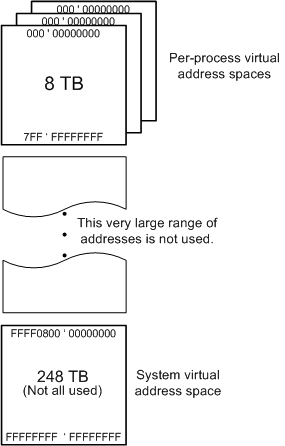 000 ' 00000000
000 ' 00000000
000 ' 00000000
8 TB
7FF ' FFFFFFFF
Per-process virtual
address spaces
This very large range of
addresses is not used.
FFFF0800 ' 00000000
248 TB
(Not all used)
FFFFFFFF ' FFFFFFFF
System virtual
address space